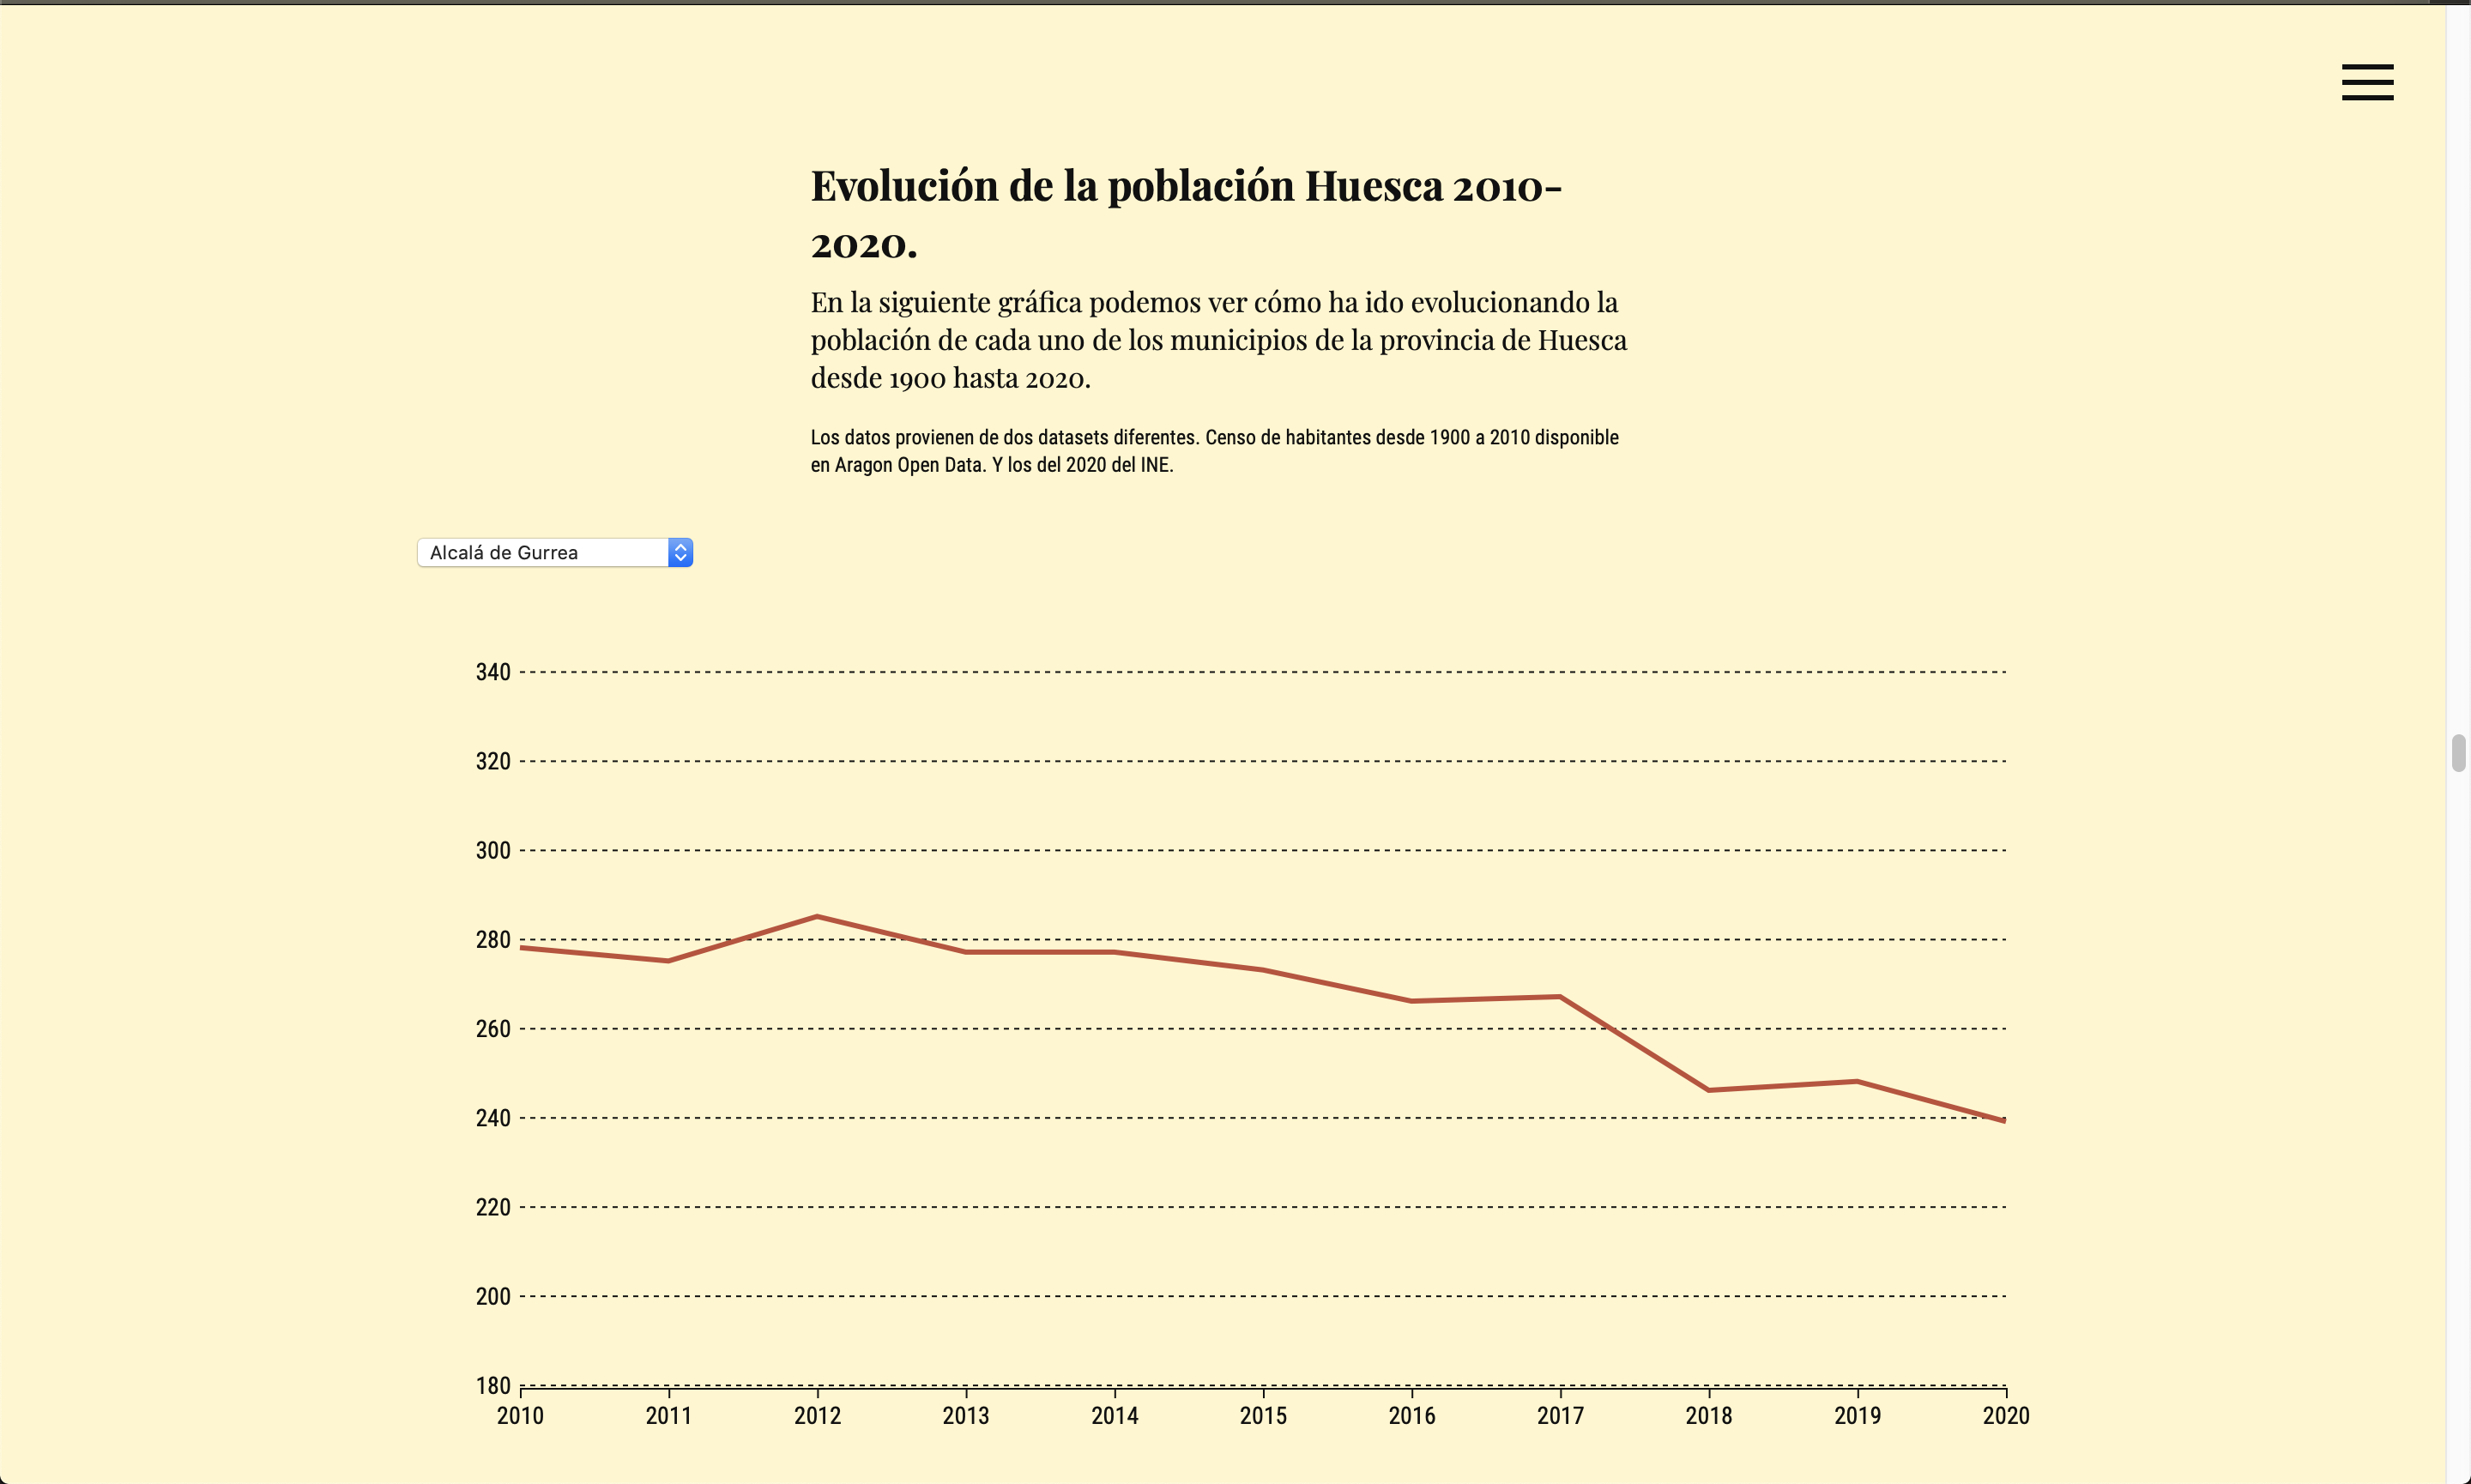 Evolución de la población Huesca 2010-
2020.
En la siguiente gráfica podemos ver cómo ha ido evolucionando la
población de cada uno de los municipios de la provincia de Huesca
desde 1900 hasta 2020.
Los datos provienen de dos datasets diferentes. Censo de habitantes desde 1900 a 2010 disponible
en Aragon Open Data. Y los del 2020 del INE.
Alcalá de Gurrea
340
320
300
280
260
240
220
200
180
2010 2011 2012 2013 2014 2015 2016 2017 2018 2019 2020